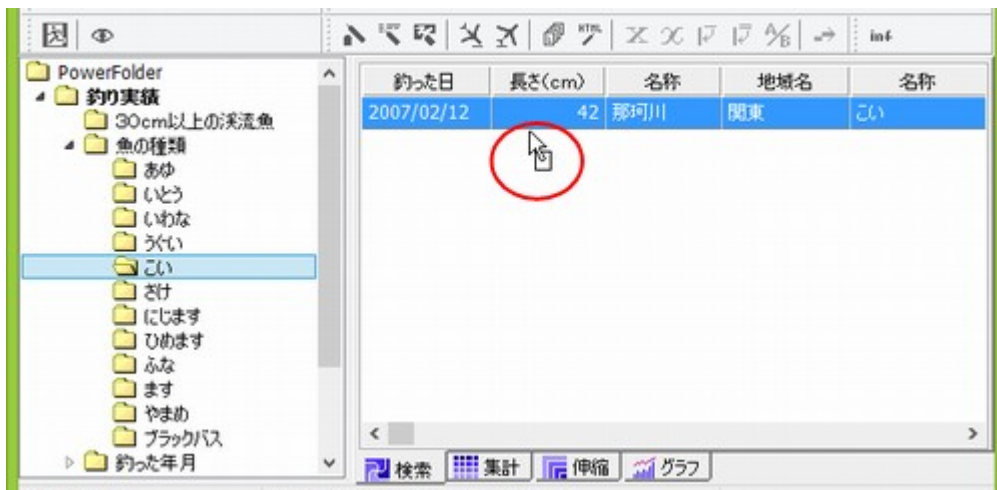 HTML
A/B
inf
PowerFolder
釣り実績
30cm以上の渓流魚
魚の種類
あゆ
いとう
いわな
うぐい
こい
さけ
にじます
ひめます
ふな
ます
やまめ
ブラックバス
釣った年月
釣った日 長さ(cm) 名称 地域名 名称
2007/02/12 42 那珂川 関東 こい
検索 集計 伸縮 グラフ